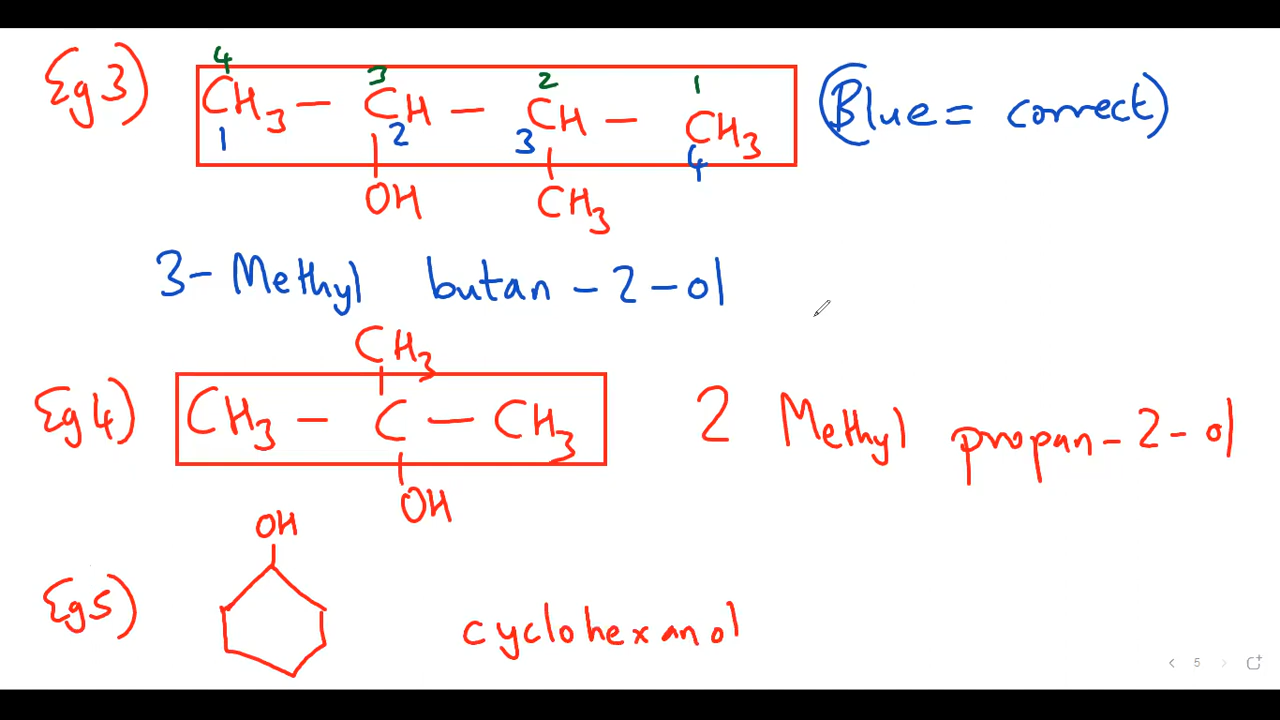 Eg 3)
4 3 2 1
CH3 — CH — CH — CH3 (Blue = correct)
1 2 3 4
OH CH3
3-Methyl butan-2-ol
CH3
Eg 4) CH3 — C — CH3 2 Methyl propan-2-ol
OH
OH
Eg 5) cyclohexanol
5